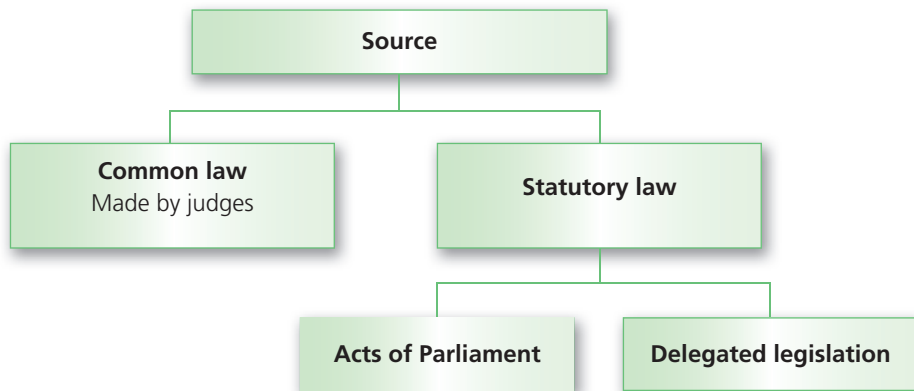 Source
Common law
Made by judges
Statutory law
Acts of Parliament
Delegated legislation